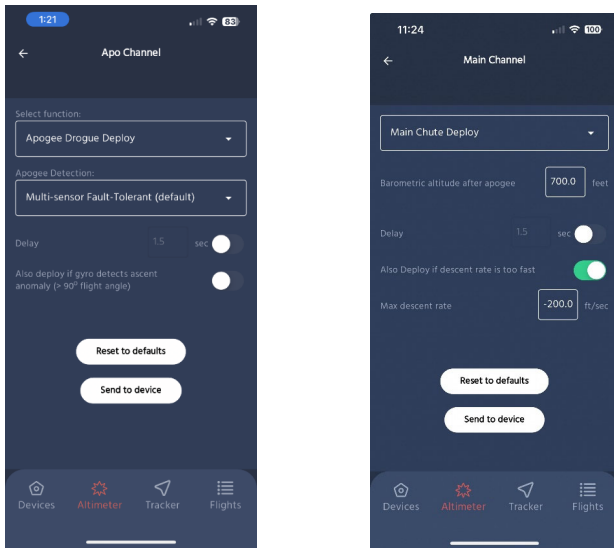 1:21
83
Apo Channel
Select function:
Apogee Drogue Deploy
Apogee Detection:
Multi-sensor Fault-Tolerant (default)
Delay 1.5 sec
Also deploy if gyro detects ascent
anomaly (> 90⁰ flight angle)
Reset to defaults
Send to device
Devices Altimeter Tracker Flights
11:24
100
Main Channel
Main Chute Deploy
Barometric altitude after apogee 700.0 feet
Delay 1.5 sec
Also Deploy if descent rate is too fast
Max descent rate -200.0 ft/sec
Reset to defaults
Send to device
Devices Altimeter Tracker Flights